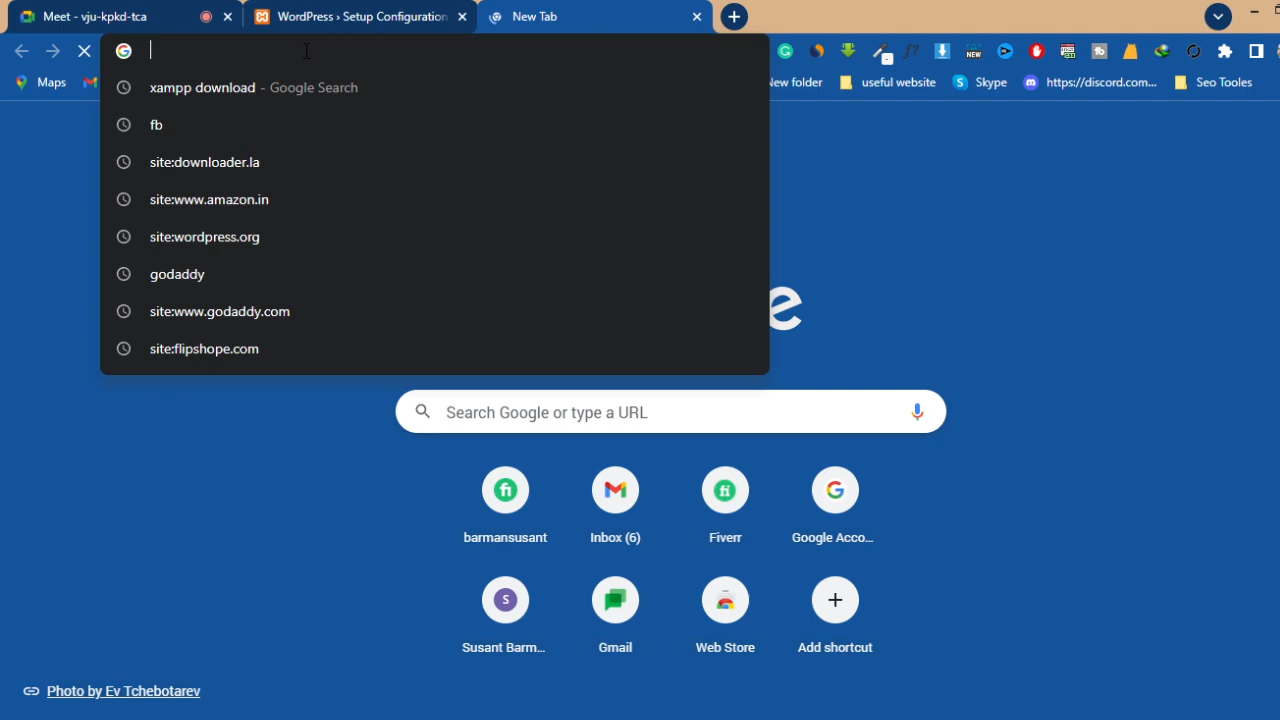 Meet - vju-kpkd-tca
WordPress › Setup Configuration
New Tab
NEW
Maps
New folder
useful website
Skype
https://discord.com...
Seo Tooles
xampp download - Google Search
fb
site:downloader.la
site:www.amazon.in
site:wordpress.org
godaddy
site:www.godaddy.com
site:flipshope.com
e
Search Google or type a URL
barmansusant
Inbox (6)
Fiverr
Google Acco...
Susant Barm...
Gmail
Web Store
Add shortcut
Photo by Ev Tchebotarev